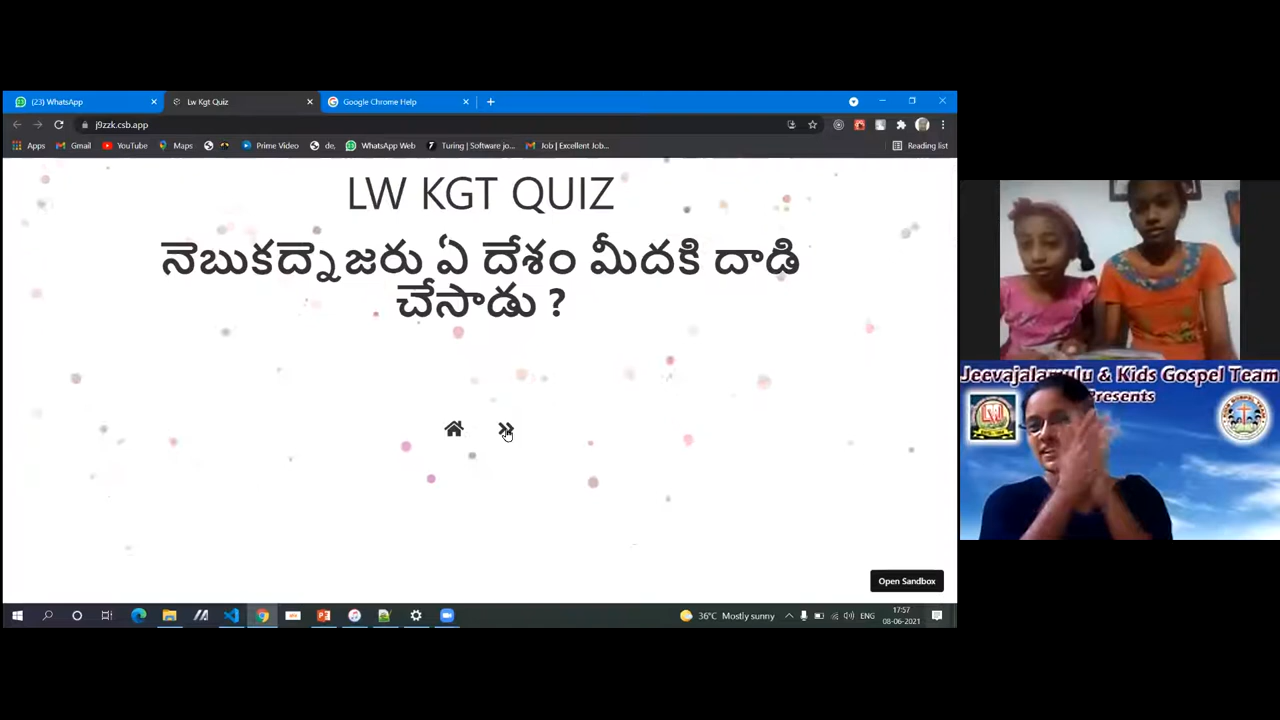 (23) WhatsApp
Lw Kgt Quiz
Google Chrome Help
j9zzk.csb.app
Apps
Gmail
YouTube
Maps
Prime Video
de,
WhatsApp Web
Turing | Software jo...
Job | Excellent Job...
Reading list
LW KGT QUIZ
నెబుకద్నెజరు ఏ దేశం మీదకి దాడి
చేసాడు ?
Open Sandbox
36°C Mostly sunny
ENG
17:57
08-06-2021
Jeevajalamulu & Kids Gospel Team
Presents